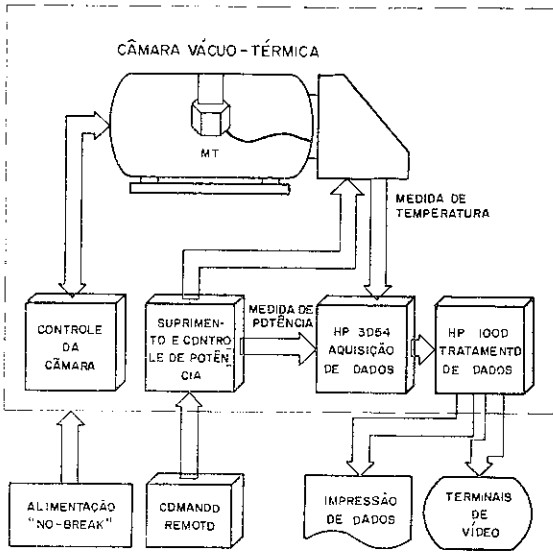 CÂMARA VÁCUO-TÉRMICA
MT
MEDIDA DE
TEMPERATURA
CONTROLE
DA
CÂMARA
SUPRIMEN-
TO E CONTRO
LE DE POTÊN
CIA
MEDIDA DE
POTÊNCIA
HP 3054
AQUISIÇÃO
DE DADOS
HP 1000
TRATAMENTO
DE DADOS
ALIMENTAÇÃO
"NO-BREAK"
COMANDO
REMOTO
IMPRESSÃO
DE DADOS
TERMINAIS
DE
VÍDEO